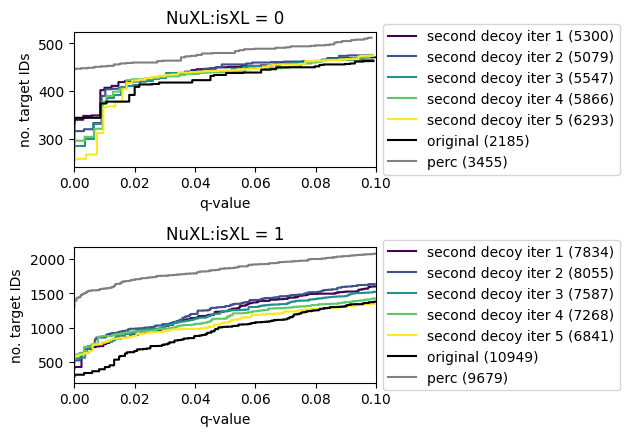 NuXL:isXL = 0
500
400
300
no. target IDs
0.00 0.02 0.04 0.06 0.08 0.10
q-value
second decoy iter 1 (5300)
second decoy iter 2 (5079)
second decoy iter 3 (5547)
second decoy iter 4 (5866)
second decoy iter 5 (6293)
original (2185)
perc (3455)
NuXL:isXL = 1
2000
1500
1000
500
no. target IDs
0.00 0.02 0.04 0.06 0.08 0.10
q-value
second decoy iter 1 (7834)
second decoy iter 2 (8055)
second decoy iter 3 (7587)
second decoy iter 4 (7268)
second decoy iter 5 (6841)
original (10949)
perc (9679)